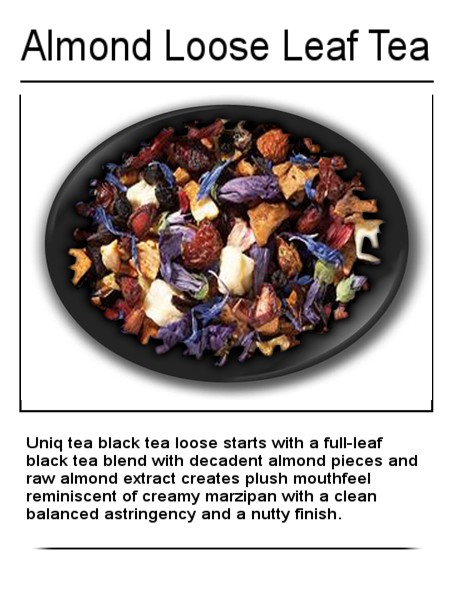 Almond Loose Leaf Tea
Uniq tea black tea loose starts with a full-leaf
black tea blend with decadent almond pieces and
raw almond extract creates plush mouthfeel
reminiscent of creamy marzipan with a clean
balanced astringency and a nutty finish.